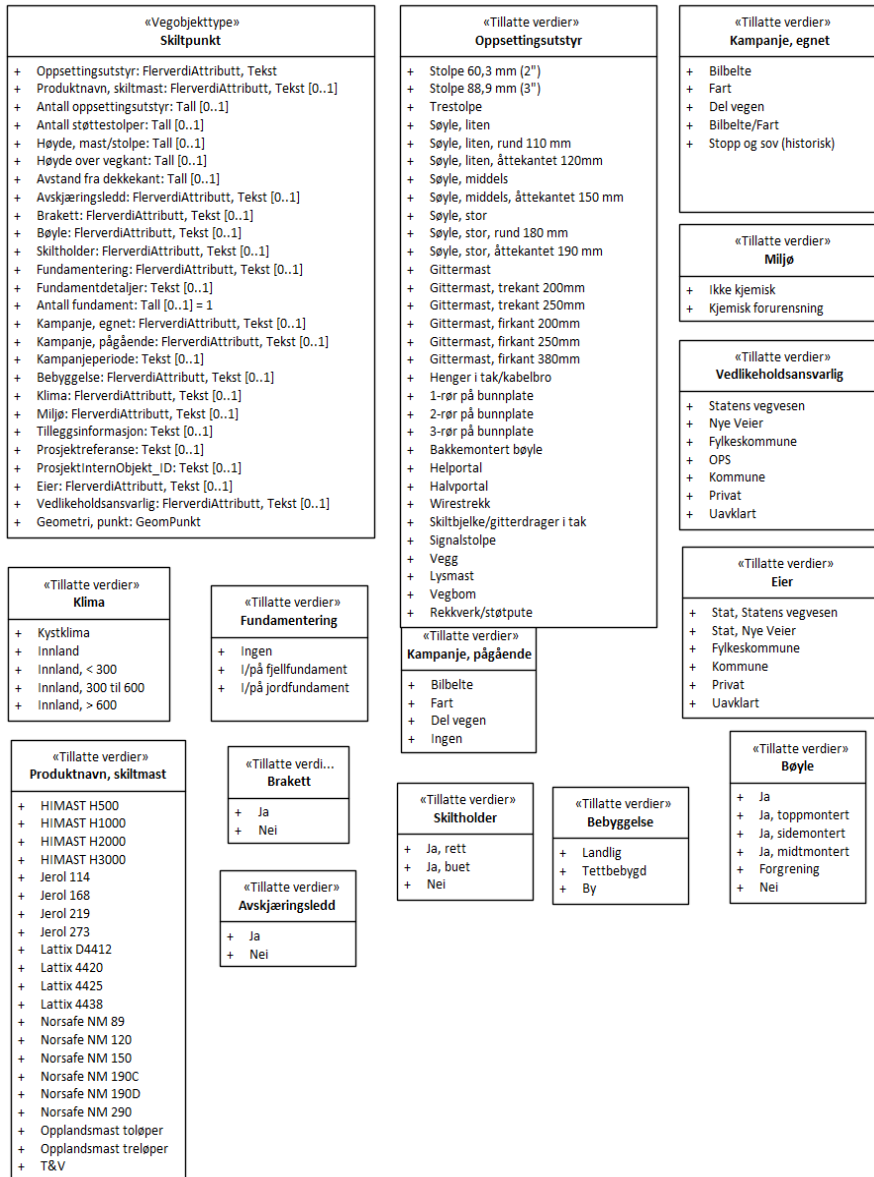 «Vegobjekttype»
Skiltpunkt
+ Oppsettingsutstyr: FlerverdiAttributt, Tekst
+ Produktnavn, skiltmast: FlerverdiAttributt, Tekst [0..1]
+ Antall oppsettingsutstyr: Tall [0..1]
+ Antall støttestolper: Tall [0..1]
+ Høyde, mast/stolpe: Tall [0..1]
+ Høyde over vegkant: Tall [0..1]
+ Avstand fra dekkekant: Tall [0..1]
+ Avskjæringsledd: FlerverdiAttributt, Tekst [0..1]
+ Brakett: FlerverdiAttributt, Tekst [0..1]
+ Bøyle: FlerverdiAttributt, Tekst [0..1]
+ Skiltholder: FlerverdiAttributt, Tekst [0..1]
+ Fundamentering: FlerverdiAttributt, Tekst [0..1]
+ Fundamentdetaljer: Tekst [0..1]
+ Antall fundament: Tall [0..1] = 1
+ Kampanje, egnet: FlerverdiAttributt, Tekst [0..1]
+ Kampanje, pågående: FlerverdiAttributt, Tekst [0..1]
+ Kampanjeperiode: Tekst [0..1]
+ Bebyggelse: FlerverdiAttributt, Tekst [0..1]
+ Klima: FlerverdiAttributt, Tekst [0..1]
+ Miljø: FlerverdiAttributt, Tekst [0..1]
+ Tilleggsinformasjon: Tekst [0..1]
+ Prosjektreferanse: Tekst [0..1]
+ ProsjektInternObjekt_ID: Tekst [0..1]
+ Eier: FlerverdiAttributt, Tekst [0..1]
+ Vedlikeholdsansvarlig: FlerverdiAttributt, Tekst [0..1]
+ Geometri, punkt: GeomPunkt
«Tillatte verdier»
Oppsettingsutstyr
+ Stolpe 60,3 mm (2")
+ Stolpe 88,9 mm (3")
+ Trestolpe
+ Søyle, liten
+ Søyle, liten, rund 110 mm
+ Søyle, liten, åttekantet 120mm
+ Søyle, middels
+ Søyle, middels, åttekantet 150 mm
+ Søyle, stor
+ Søyle, stor, rund 180 mm
+ Søyle, stor, åttekantet 190 mm
+ Gittermast
+ Gittermast, trekant 200mm
+ Gittermast, trekant 250mm
+ Gittermast, firkant 200mm
+ Gittermast, firkant 250mm
+ Gittermast, firkant 380mm
+ Henger i tak/kabelbro
+ 1-rør på bunnplate
+ 2-rør på bunnplate
+ 3-rør på bunnplate
+ Bakkemontert bøyle
+ Helportal
+ Halvportal
+ Wirestrekk
+ Skiltbjelke/gitterdrager i tak
+ Signalstolpe
+ Vegg
+ Lysmast
+ Vegbom
+ Rekkverk/støtpute
«Tillatte verdier»
Kampanje, egnet
+ Bilbelte
+ Fart
+ Del vegen
+ Bilbelte/Fart
+ Stopp og sov (historisk)
«Tillatte verdier»
Miljø
+ Ikke kjemisk
+ Kjemisk forurensning
«Tillatte verdier»
Vedlikeholdsansvarlig
+ Statens vegvesen
+ Nye Veier
+ Fylkeskommune
+ OPS
+ Kommune
+ Privat
+ Uavklart
«Tillatte verdier»
Eier
+ Stat, Statens vegvesen
+ Stat, Nye Veier
+ Fylkeskommune
+ Kommune
+ Privat
+ Uavklart
«Tillatte verdier»
Klima
+ Kystklima
+ Innland
+ Innland, < 300
+ Innland, 300 til 600
+ Innland, > 600
«Tillatte verdier»
Fundamentering
+ Ingen
+ I/på fjellfundament
+ I/på jordfundament
«Tillatte verdier»
Kampanje, pågående
+ Bilbelte
+ Fart
+ Del vegen
+ Ingen
«Tillatte verdier»
Produktnavn, skiltmast
+ HIMAST H500
+ HIMAST H1000
+ HIMAST H2000
+ HIMAST H3000
+ Jerol 114
+ Jerol 168
+ Jerol 219
+ Jerol 273
+ Lattix D4412
+ Lattix 4420
+ Lattix 4425
+ Lattix 4438
+ Norsafe NM 89
+ Norsafe NM 120
+ Norsafe NM 150
+ Norsafe NM 190C
+ Norsafe NM 190D
+ Norsafe NM 290
+ Opplandsmast toløper
+ Opplandsmast treløper
+ T&V
«Tillatte verdi...
Brakett
+ Ja
+ Nei
«Tillatte verdier»
Avskjæringsledd
+ Ja
+ Nei
«Tillatte verdier»
Skiltholder
+ Ja, rett
+ Ja, buet
+ Nei
«Tillatte verdier»
Bebyggelse
+ Landlig
+ Tettbebygd
+ By
«Tillatte verdier»
Bøyle
+ Ja
+ Ja, toppmontert
+ Ja, sidemontert
+ Ja, midtmontert
+ Forgrening
+ Nei